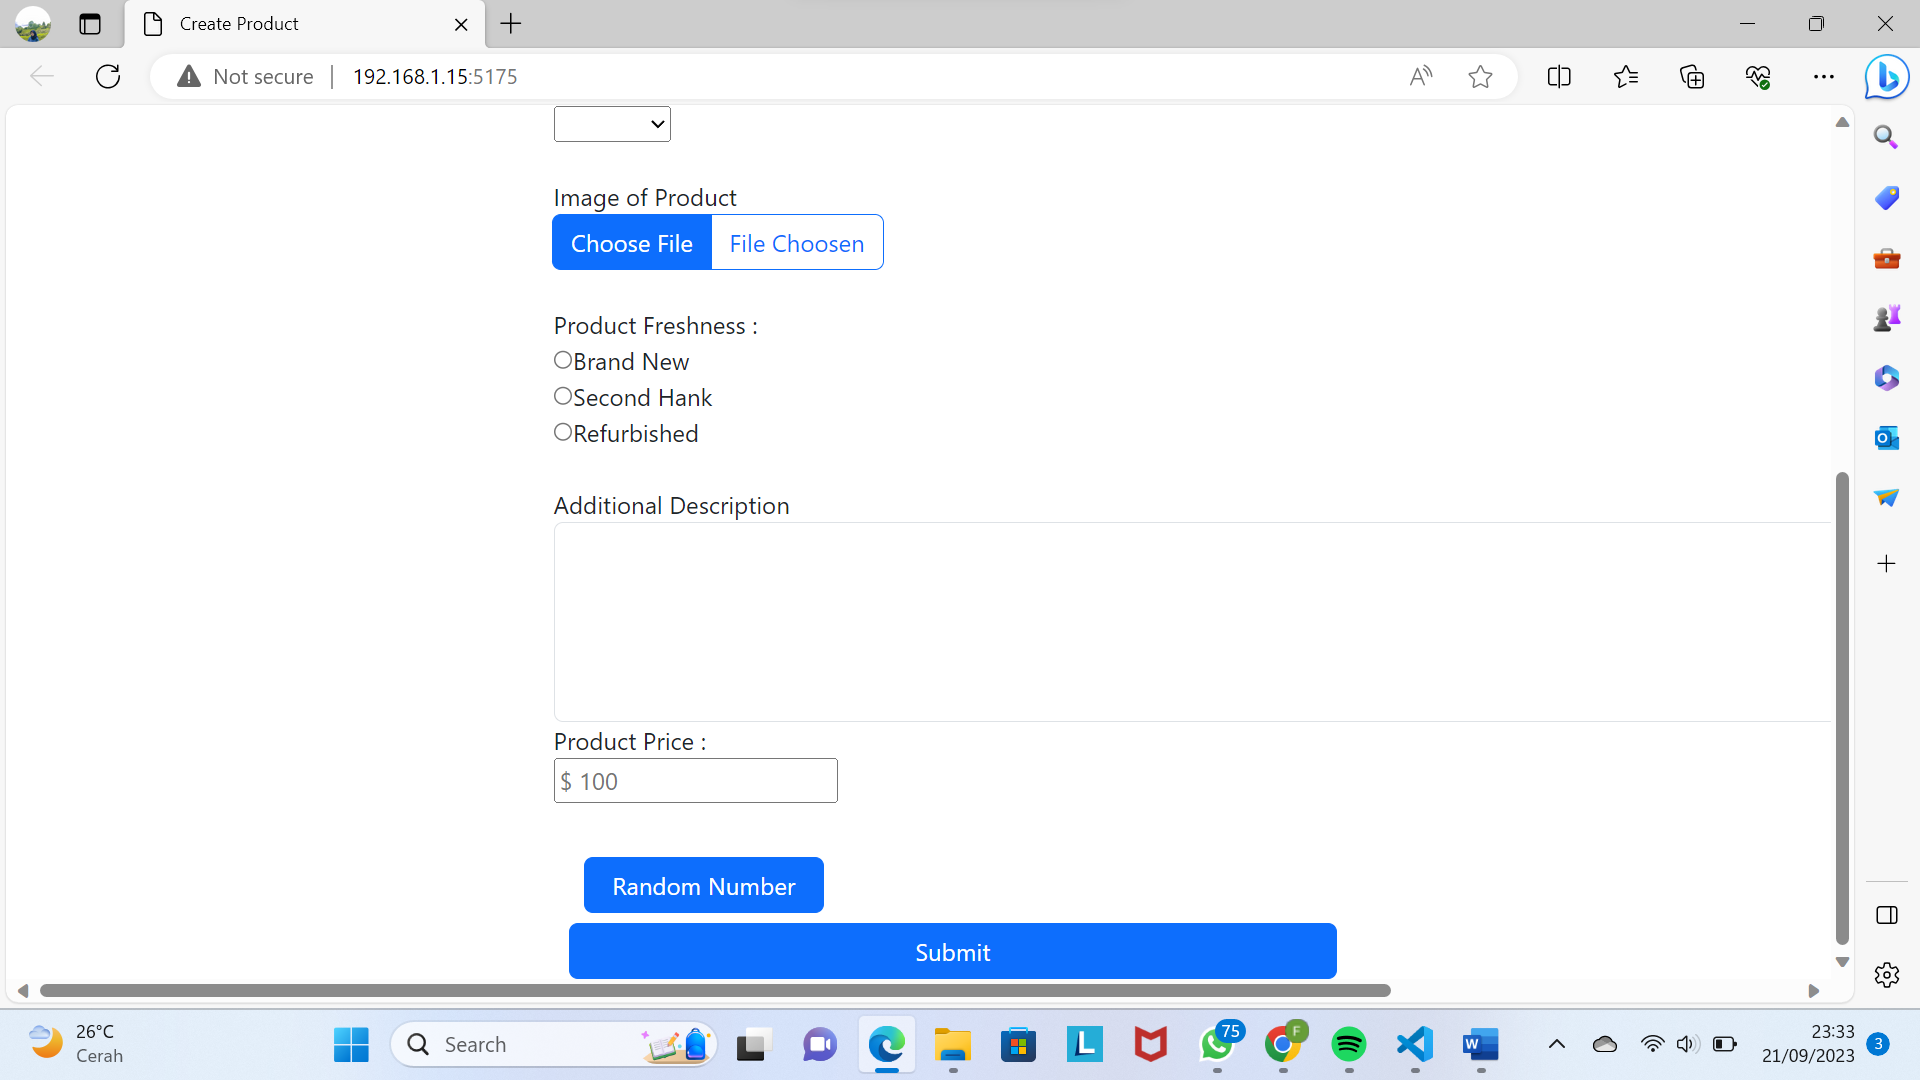 Create Product
Not secure
192.168.1.15:5175
Image of Product
Choose File
File Choosen
Product Freshness :
Brand New
Second Hank
Refurbished
Additional Description
Product Price :
$ 100
Random Number
Submit
26°C
Cerah
Search
L
75
F
W
23:33
21/09/2023
3